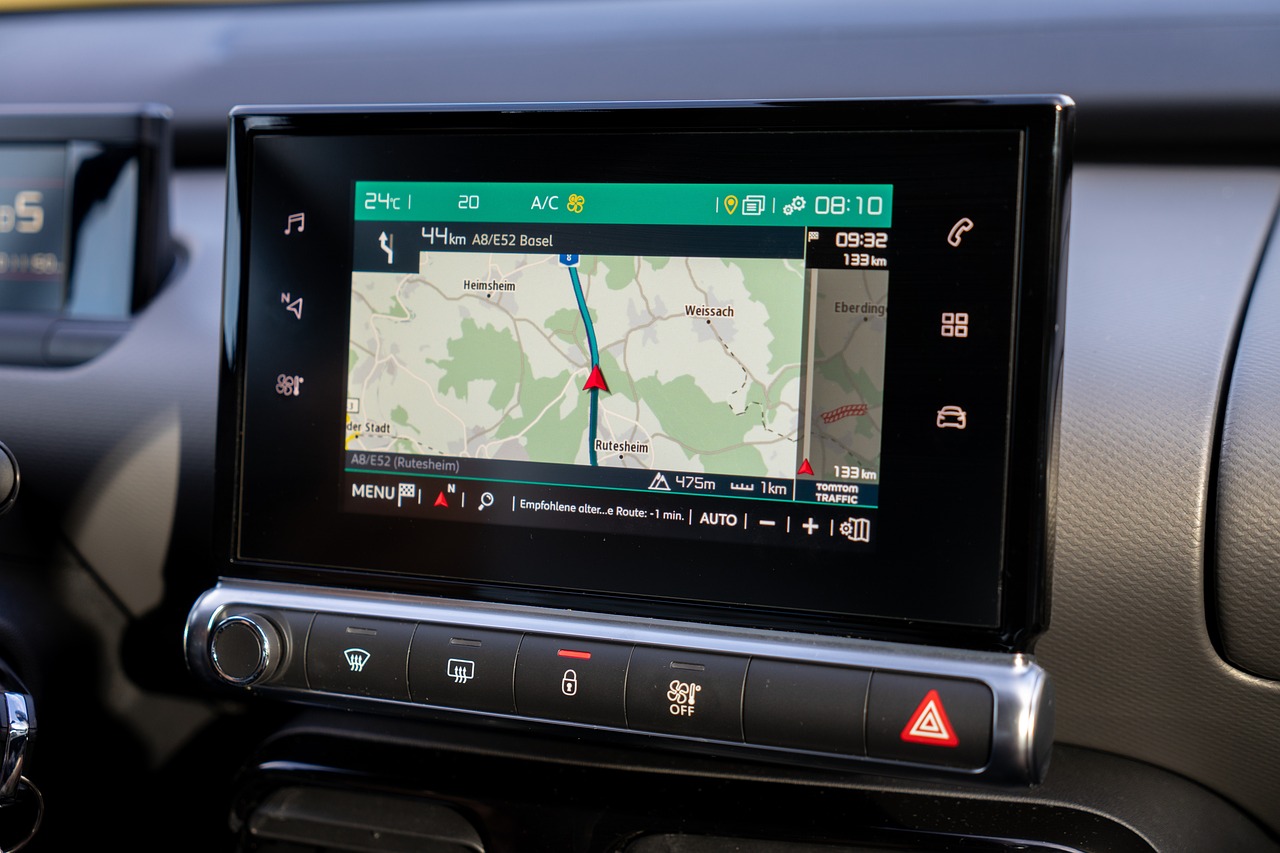 24°C 20 A/C 08:10
44km A8/E52 Basel
09:32
133 km
8
Heimsheim
Weissach
Eberding
N
der Stadt
Rutesheim
A8/E52 (Rutesheim)
475m 1km
133 km
TOMTOM
TRAFFIC
MENU N Empfohlene alter...e Route: -1 min. AUTO − +
OFF